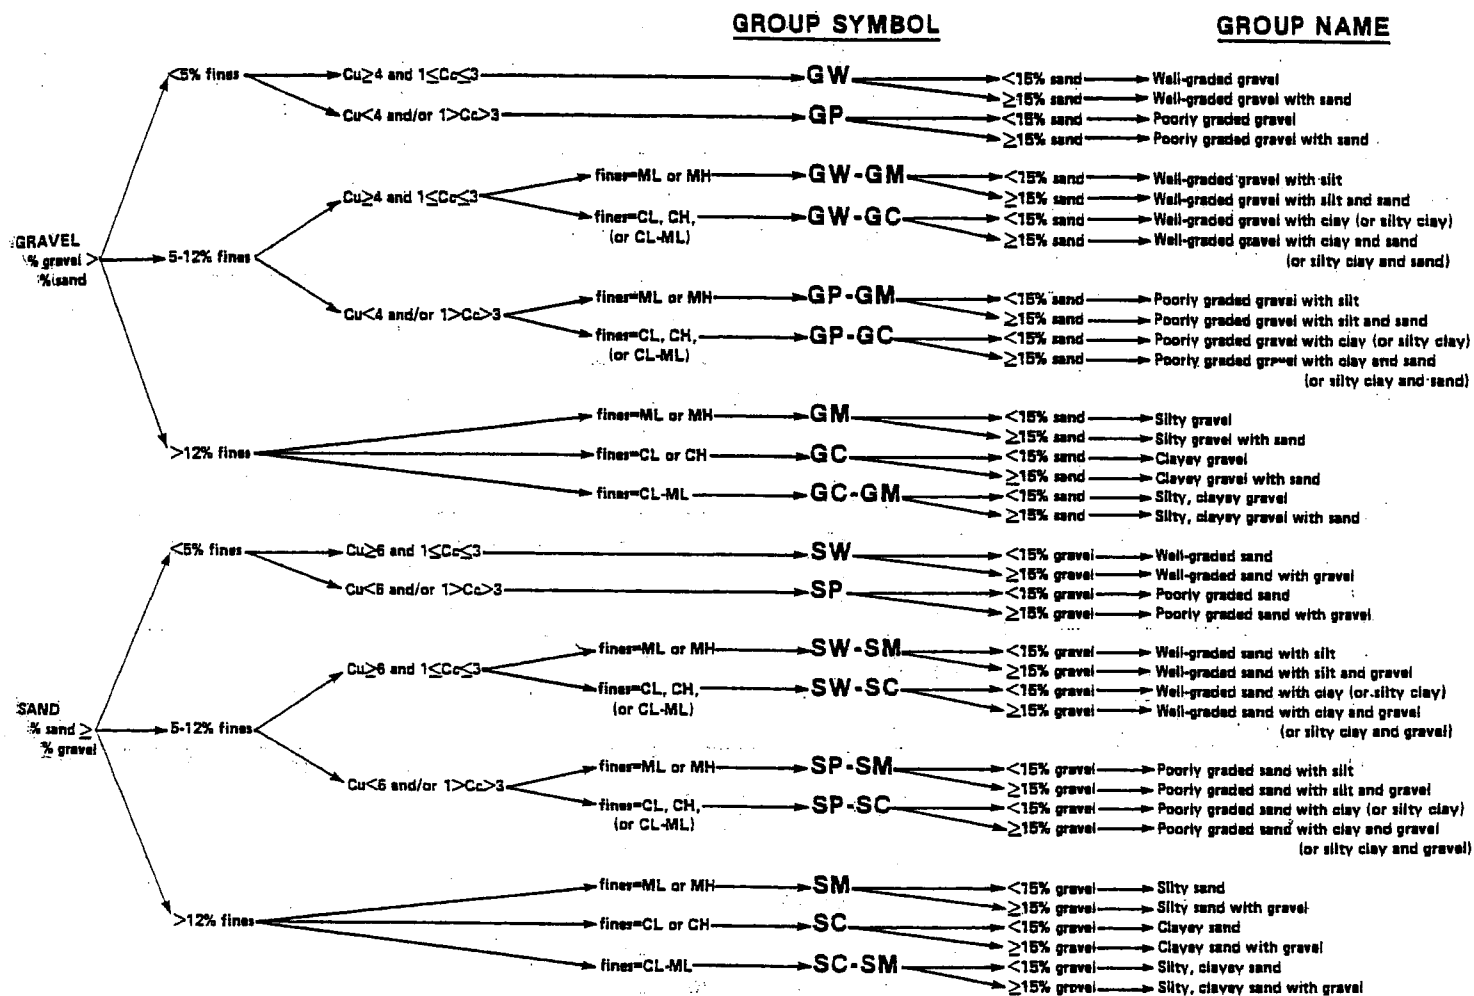 GROUP SYMBOL GROUP NAME
<5% fines Cu≥4 and 1≤Cc≤3 GW <15% sand Well-graded gravel
≥15% sand Well-graded gravel with sand
Cu<4 and/or 1>Cc>3 GP <15% sand Poorly graded gravel
≥15% sand Poorly graded gravel with sand
fines=ML or MH GW-GM <15% sand Well-graded gravel with silt
Cu≥4 and 1≤Cc≤3 ≥15% sand Well-graded gravel with silt and sand
fines=CL, CH, GW-GC <15% sand Well-graded gravel with clay (or silty clay)
(or CL-ML) ≥15% sand Well-graded gravel with clay and sand
GRAVEL
% gravel > 5-12% fines (or silty clay and sand)
% sand
fines=ML or MH GP-GM <15% sand Poorly graded gravel with silt
Cu<4 and/or 1>Cc>3 ≥15% sand Poorly graded gravel with silt and sand
fines=CL, CH, GP-GC <15% sand Poorly graded gravel with clay (or silty clay)
(or CL-ML) ≥15% sand Poorly graded gravel with clay and sand
(or silty clay and sand)
fines=ML or MH GM <15% sand Silty gravel
≥15% sand Silty gravel with sand
>12% fines fines=CL or CH GC <15% sand Clayey gravel
≥15% sand Clayey gravel with sand
fines=CL-ML GC-GM <15% sand Silty, clayey gravel
≥15% sand Silty, clayey gravel with sand
<5% fines Cu≥6 and 1≤Cc≤3 SW <15% gravel Well-graded sand
≥15% gravel Well-graded sand with gravel
Cu<6 and/or 1>Cc>3 SP <15% gravel Poorly graded sand
≥15% gravel Poorly graded sand with gravel
fines=ML or MH SW-SM <15% gravel Well-graded sand with silt
Cu≥6 and 1≤Cc≤3 ≥15% gravel Well-graded sand with silt and gravel
fines=CL, CH, SW-SC <15% gravel Well-graded sand with clay (or silty clay)
(or CL-ML) ≥15% gravel Well-graded sand with clay and gravel
SAND
% sand ≥ 5-12% fines (or silty clay and gravel)
% gravel
fines=ML or MH SP-SM <15% gravel Poorly graded sand with silt
Cu<6 and/or 1>Cc>3 ≥15% gravel Poorly graded sand with silt and gravel
fines=CL, CH, SP-SC <15% gravel Poorly graded sand with clay (or silty clay)
(or CL-ML) ≥15% gravel Poorly graded sand with clay and gravel
(or silty clay and gravel)
fines=ML or MH SM <15% gravel Silty sand
≥15% gravel Silty sand with gravel
>12% fines fines=CL or CH SC <15% gravel Clayey sand
≥15% gravel Clayey sand with gravel
fines=CL-ML SC-SM <15% gravel Silty, clayey sand
≥15% gravel Silty, clayey sand with gravel